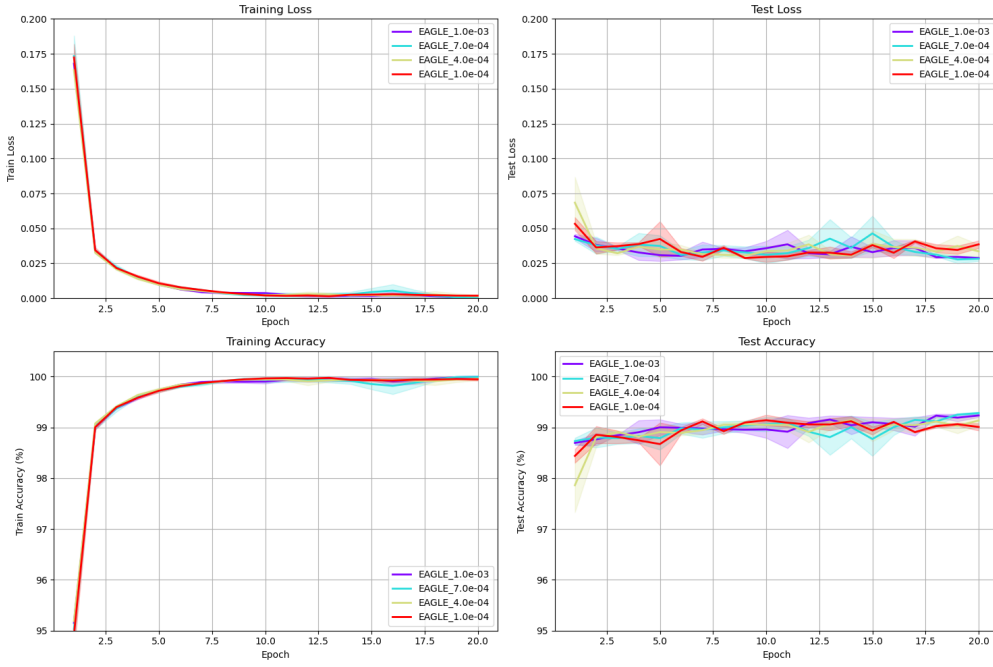 Training Loss
0.200
0.175
0.150
0.125
0.100
0.075
0.050
0.025
0.000
Train Loss
2.5 5.0 7.5 10.0 12.5 15.0 17.5 20.0
Epoch
EAGLE_1.0e-03
EAGLE_7.0e-04
EAGLE_4.0e-04
EAGLE_1.0e-04
Test Loss
0.200
0.175
0.150
0.125
0.100
0.075
0.050
0.025
0.000
Test Loss
2.5 5.0 7.5 10.0 12.5 15.0 17.5 20.0
Epoch
EAGLE_1.0e-03
EAGLE_7.0e-04
EAGLE_4.0e-04
EAGLE_1.0e-04
Training Accuracy
100
99
98
97
96
95
Train Accuracy (%)
2.5 5.0 7.5 10.0 12.5 15.0 17.5 20.0
Epoch
EAGLE_1.0e-03
EAGLE_7.0e-04
EAGLE_4.0e-04
EAGLE_1.0e-04
Test Accuracy
100
99
98
97
96
95
Test Accuracy (%)
2.5 5.0 7.5 10.0 12.5 15.0 17.5 20.0
Epoch
EAGLE_1.0e-03
EAGLE_7.0e-04
EAGLE_4.0e-04
EAGLE_1.0e-04